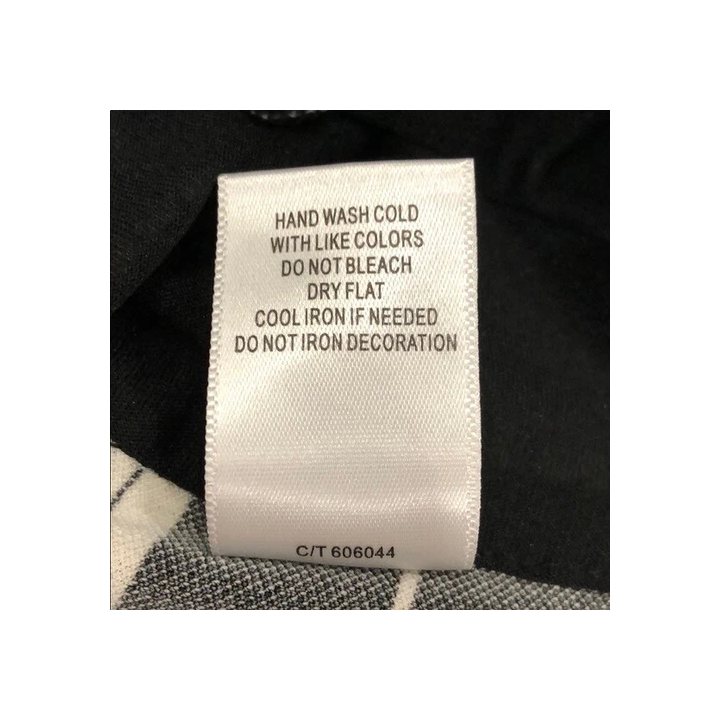 HAND WASH COLD
WITH LIKE COLORS
DO NOT BLEACH
DRY FLAT
COOL IRON IF NEEDED
DO NOT IRON DECORATION
C/T 606044